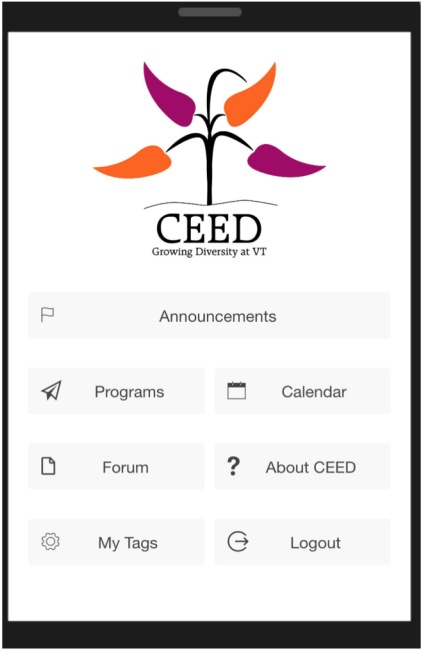 CEED
Growing Diversity at VT
Announcements
Programs
Calendar
Forum
About CEED
My Tags
Logout